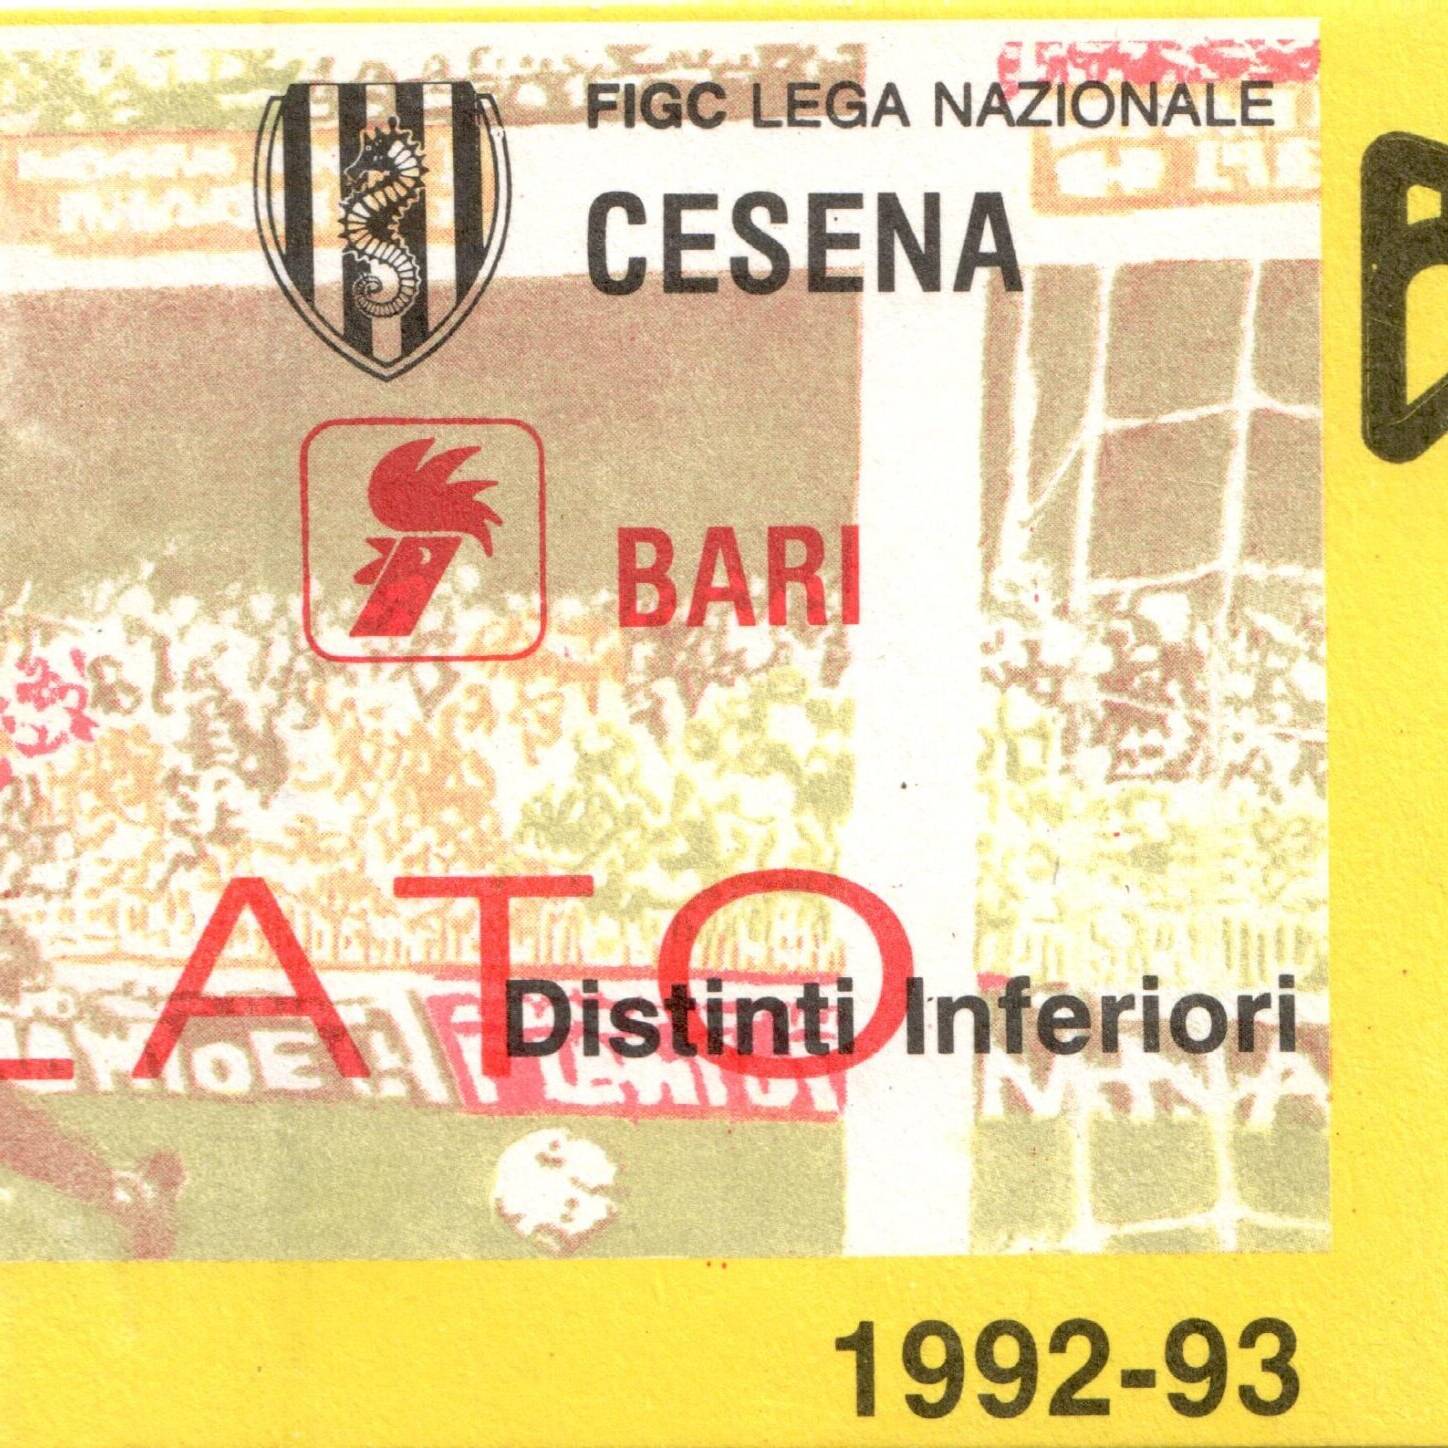 FIGC LEGA NAZIONALE
CESENA
BARI
LATO
Distinti Inferiori
1992-93